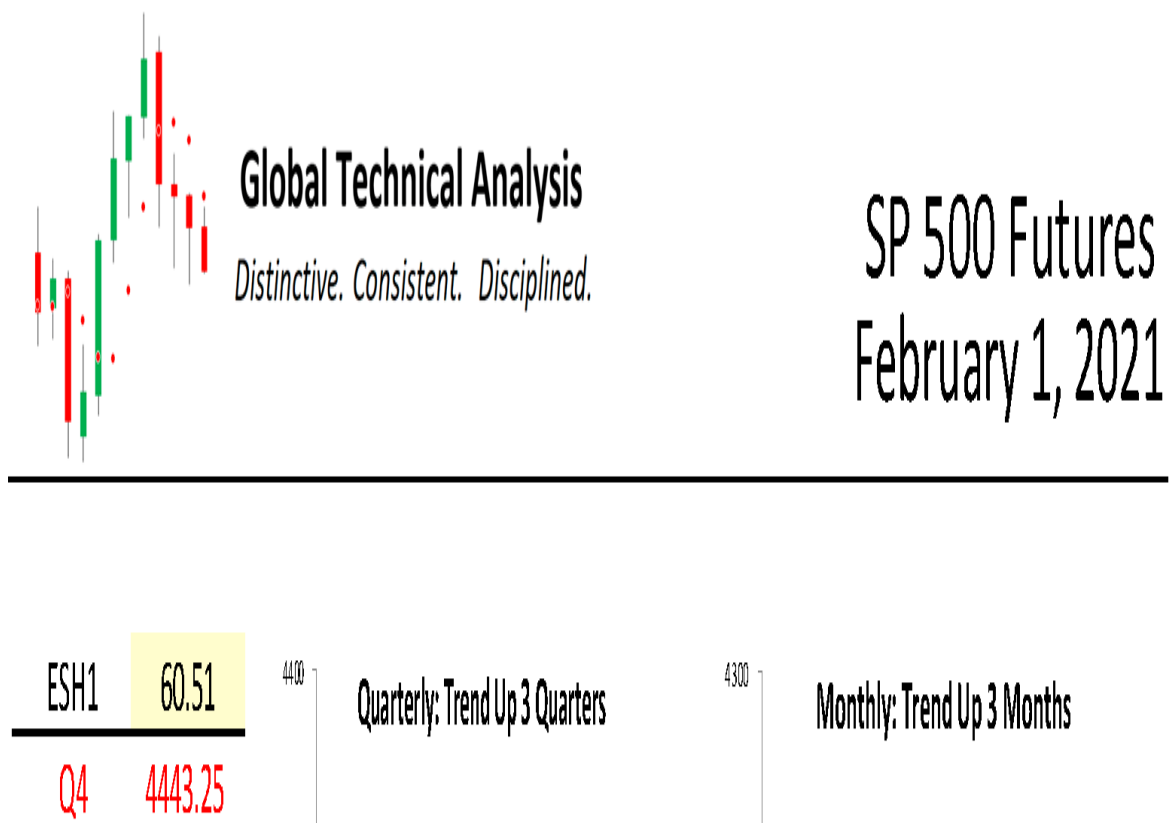 Global Technical Analysis
Distinctive. Consistent. Disciplined.
SP 500 Futures
February 1, 2021
ESH1 60.51
Q4 4443.25
4400
Quarterly: Trend Up 3 Quarters
4300
Monthly: Trend Up 3 Months